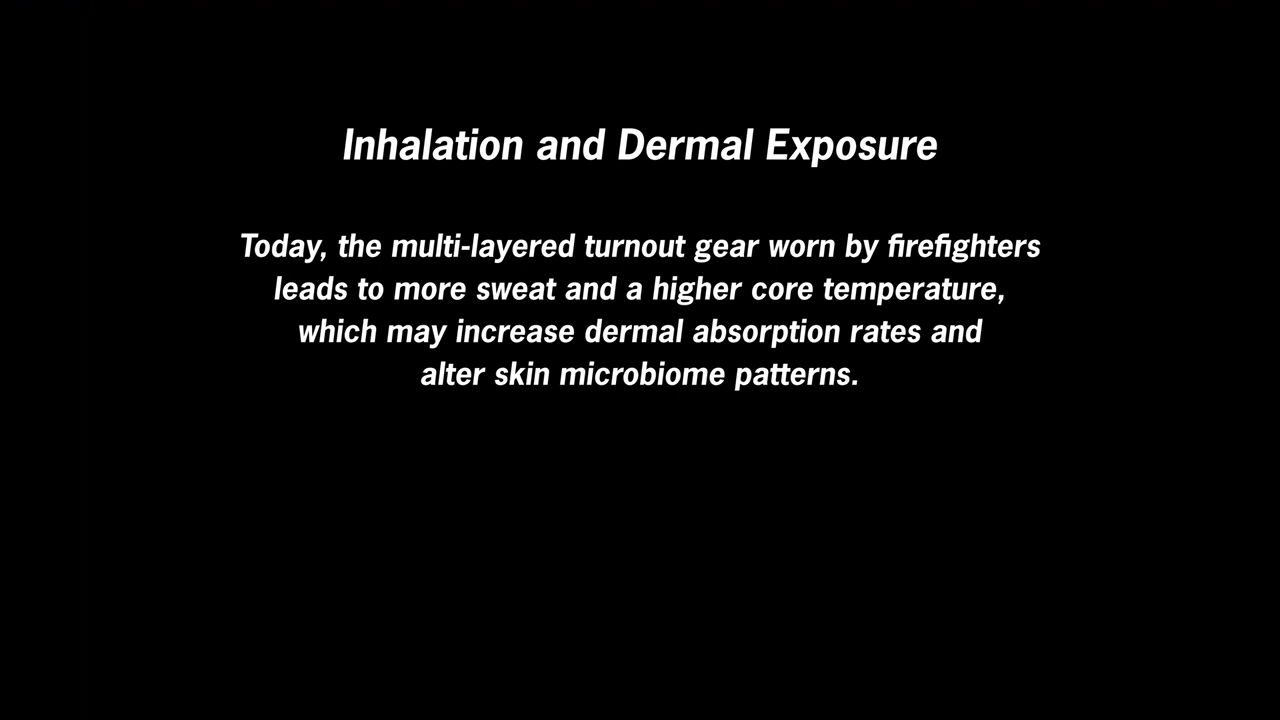 Inhalation and Dermal Exposure
Today, the multi-layered turnout gear worn by firefighters
leads to more sweat and a higher core temperature,
which may increase dermal absorption rates and
alter skin microbiome patterns.